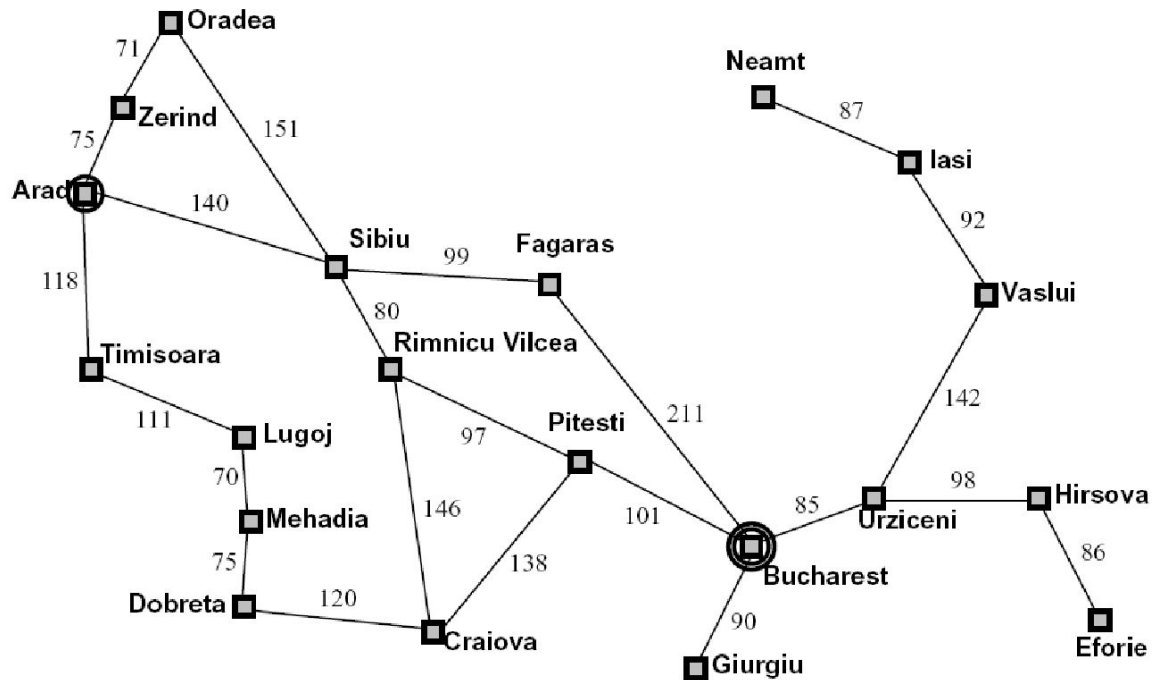 Oradea
71
Neamt
87
Zerind
75
151
Iasi
Arad
140
92
Sibiu
Fagaras
99
118
80
Vaslui
Timisoara
Rimnicu Vilcea
142
111
211
Pitesti
Lugoj
97
70
98
Hirsova
146
101
85
Urziceni
Mehadia
86
75
138
Bucharest
Dobreta
120
90
Craiova
Eforie
Giurgiu